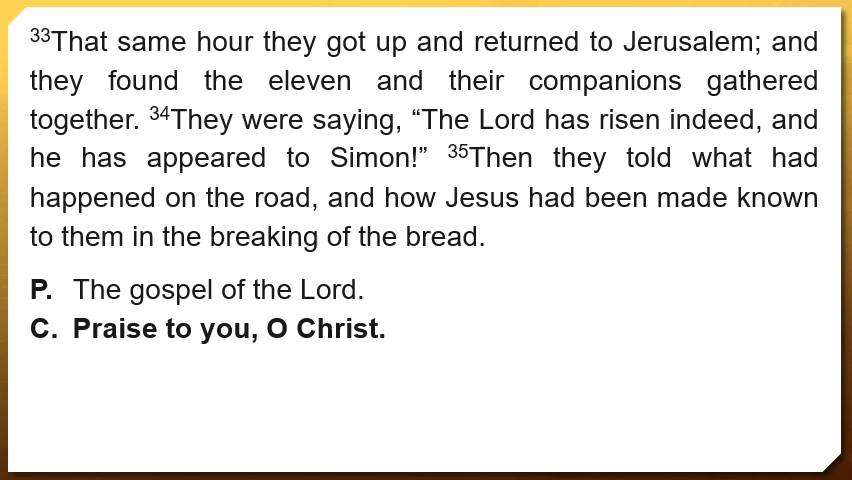 ³³That same hour they got up and returned to Jerusalem; and
they found the eleven and their companions gathered
together. ³⁴They were saying, “The Lord has risen indeed, and
he has appeared to Simon!” ³⁵Then they told what had
happened on the road, and how Jesus had been made known
to them in the breaking of the bread.
P. The gospel of the Lord.
C. Praise to you, O Christ.